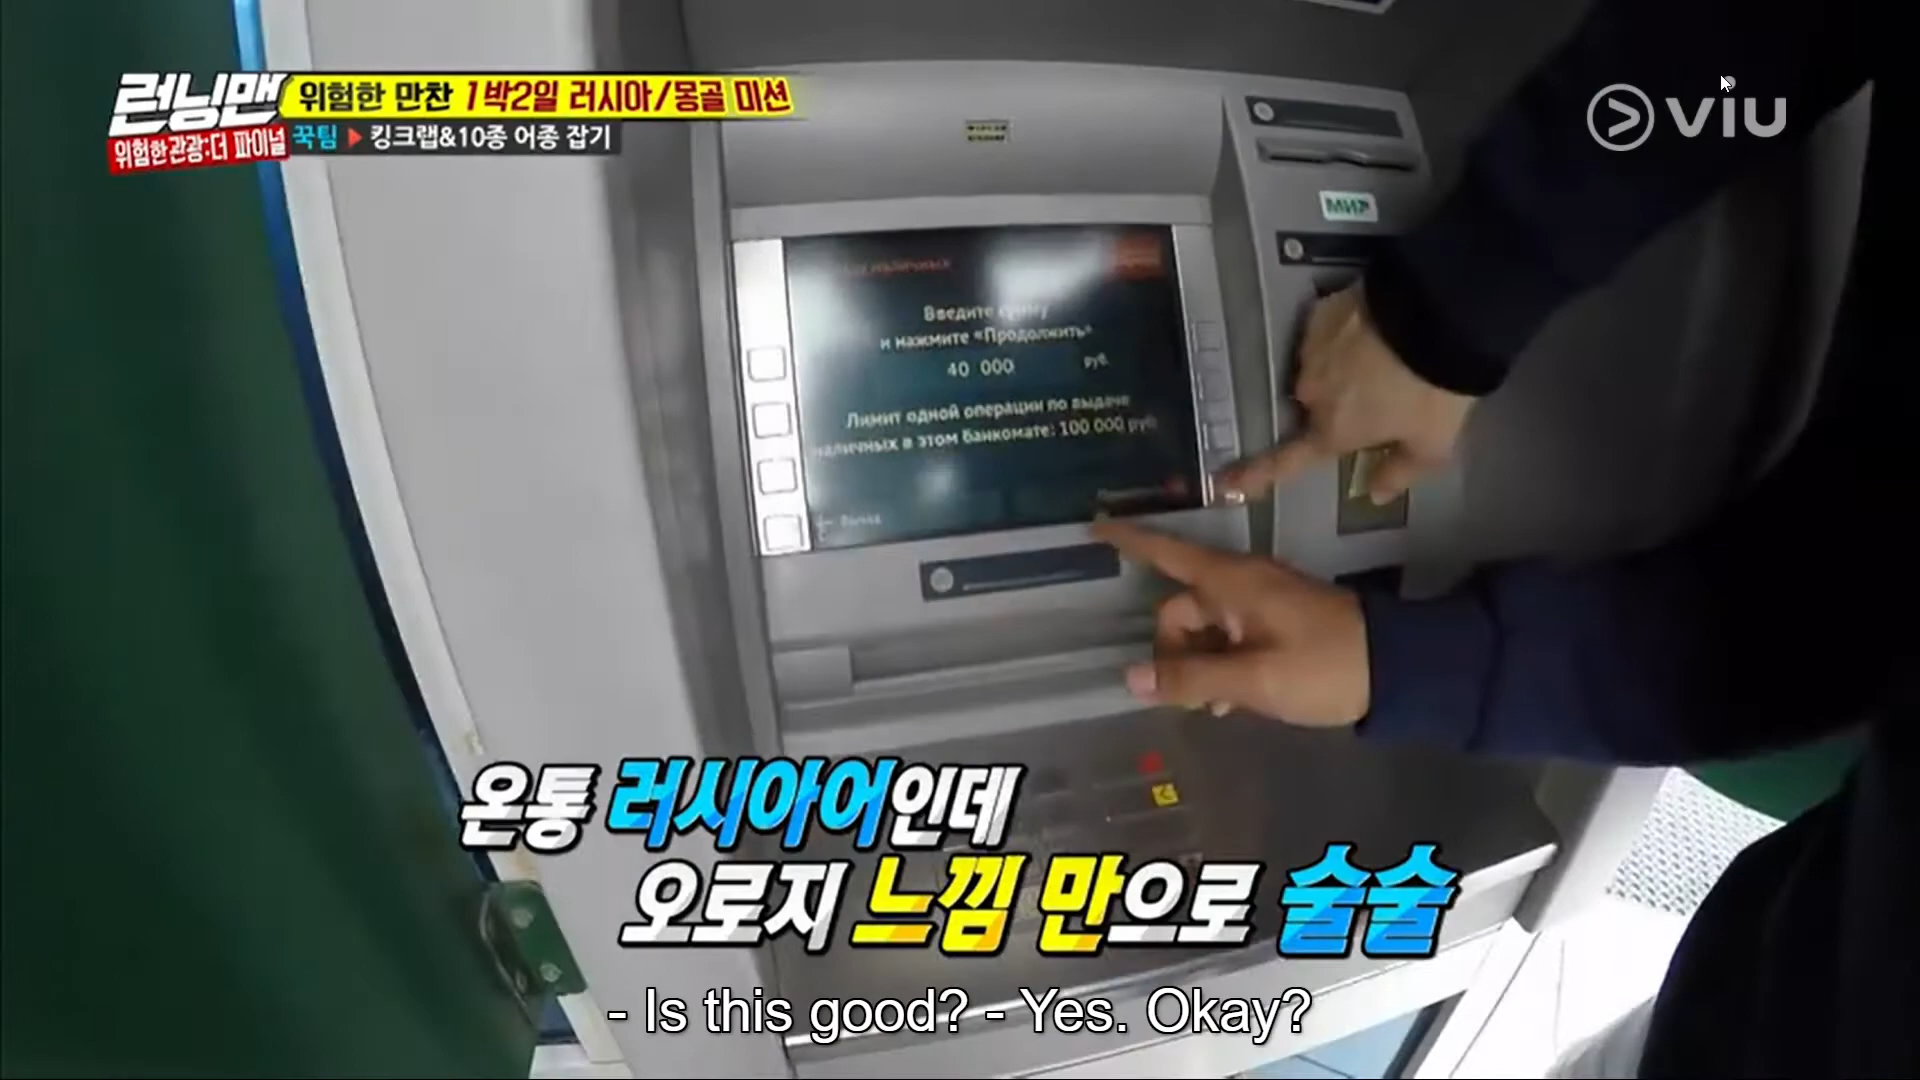 런닝맨 위험한 만찬 1박2일 러시아/몽골 미션
위험한관광:더 파이널 꾹팀 ▶ 킹크랩&10종 어종 잡기
viu
МИР
Введите сумму
и нажмите «Продолжить»
40 000 руб.
Лимит одной операции по выдаче
наличных в этом банкомате: 100 000 руб.
온통 러시아어인데
오로지 느낌 만으로 술술
- Is this good? - Yes. Okay?